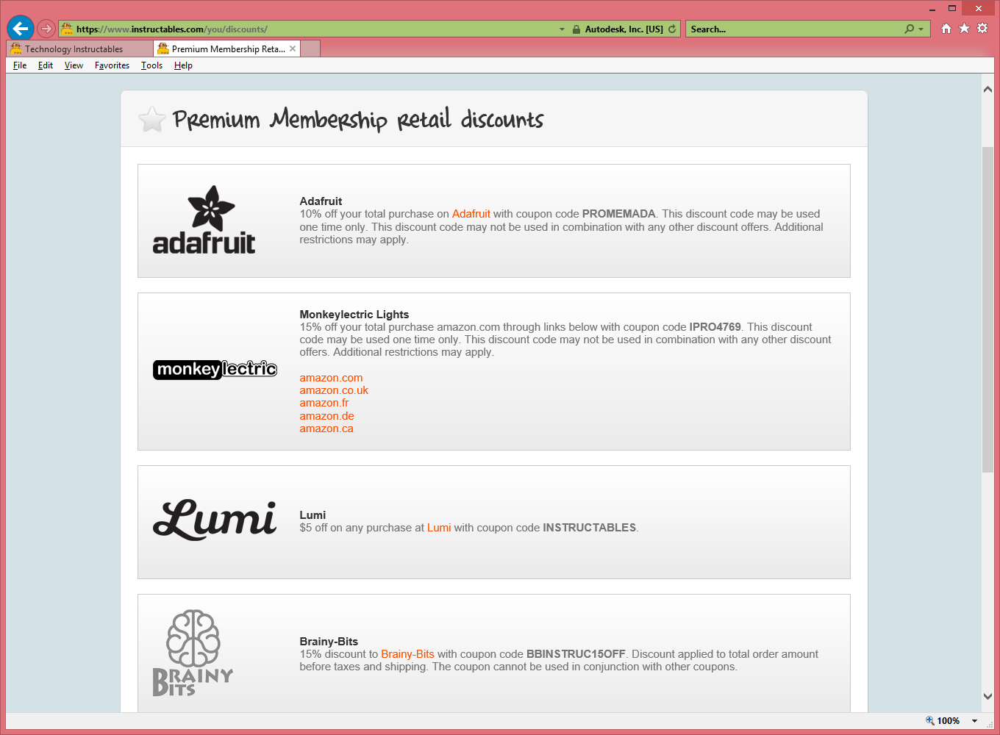 https://www.instructables.com/you/discounts/
Autodesk, Inc. [US]
Search...
Technology Instructables
Premium Membership Reta...
File Edit View Favorites Tools Help
Premium Membership retail discounts
adafruit
Adafruit
10% off your total purchase on Adafruit with coupon code PROMEMADA. This discount code may be used
one time only. This discount code may not be used in combination with any other discount offers. Additional
restrictions may apply.
monkeylectric
Monkeylectric Lights
15% off your total purchase amazon.com through links below with coupon code IPRO4769. This discount
code may be used one time only. This discount code may not be used in combination with any other discount
offers. Additional restrictions may apply.
amazon.com
amazon.co.uk
amazon.fr
amazon.de
amazon.ca
Lumi
Lumi
$5 off on any purchase at Lumi with coupon code INSTRUCTABLES.
BRAINY
BITS
Brainy-Bits
15% discount to Brainy-Bits with coupon code BBINSTRUC15OFF. Discount applied to total order amount
before taxes and shipping. The coupon cannot be used in conjunction with other coupons.
100%